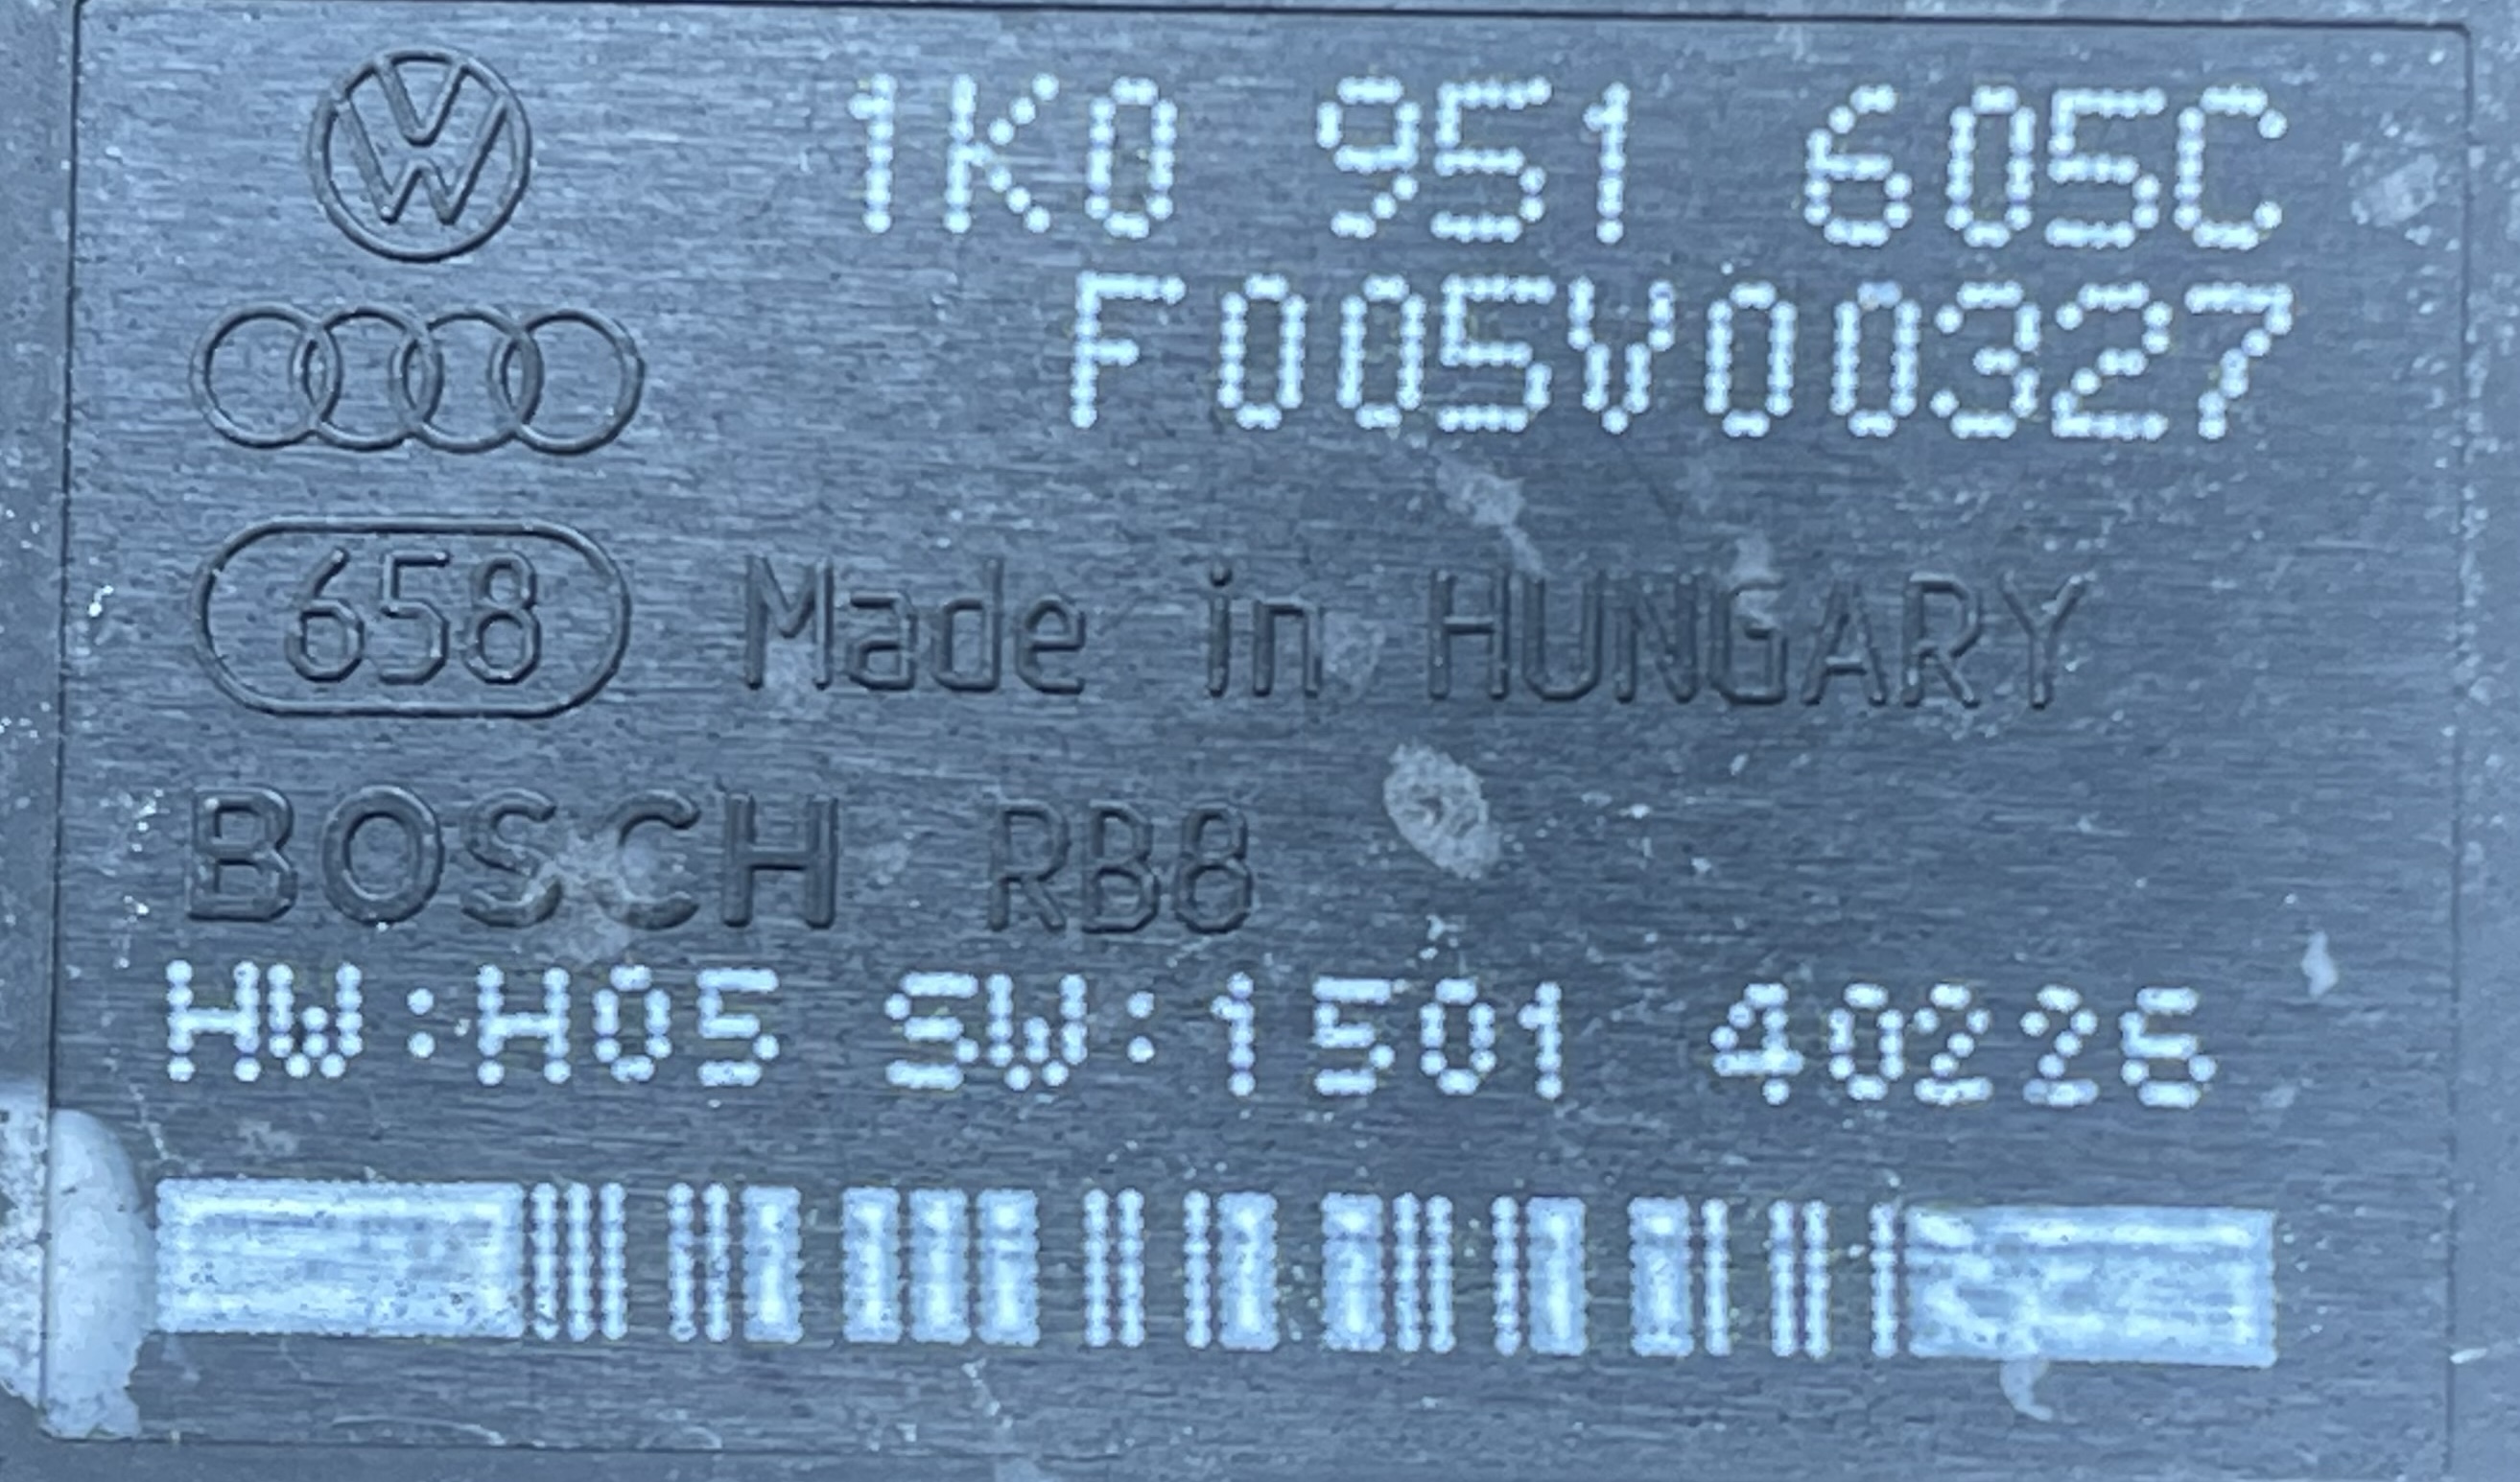 1K0 951 605C
F005V00327
658 Made in HUNGARY
BOSCH RB8
HW:H05 SW:1501 40226